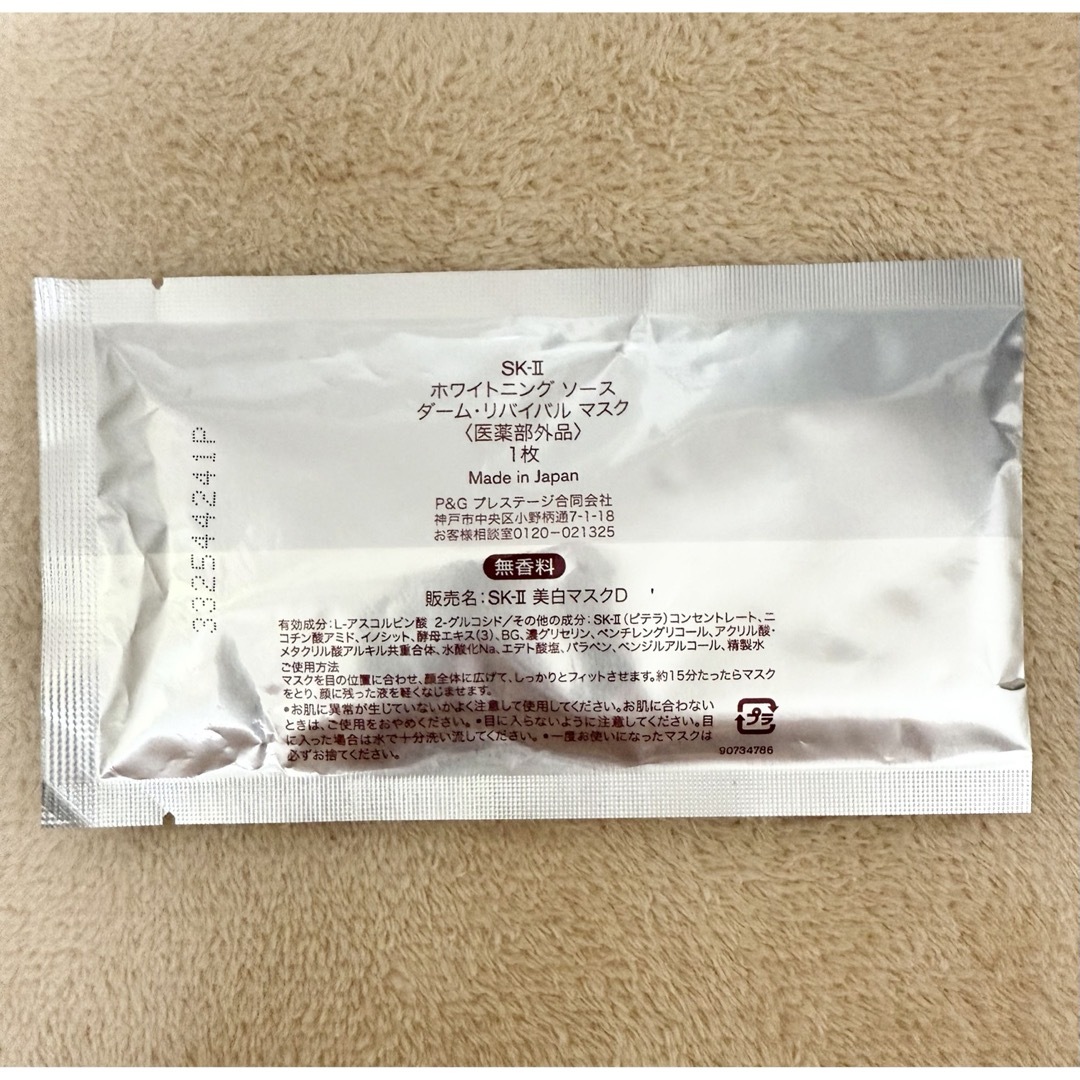 SK-II
ホワイトニング ソース
ダーム・リバイバル マスク
〈医薬部外品〉
1枚
Made in Japan
P&G プレステージ合同会社
神戸市中央区小野柄通7-1-18
お客様相談室0120-021325
無香料
販売名:SK-II 美白マスクD
有効成分:L-アスコルビン酸 2-グルコシド/その他の成分:SK-II(ピテラ)コンセントレート、ニ
コチン酸アミド、イノシット、酵母エキス(3)、BG、濃グリセリン、ペンチレングリコール、アクリル酸・
メタクリル酸アルキル共重合体、水酸化Na、エデト酸塩、パラベン、ベンジルアルコール、精製水
ご使用方法
マスクを目の位置に合わせ、顔全体に広げて、しっかりとフィットさせます。約15分たったらマスク
をとり、顔に残った液を軽くなじませます。
•お肌に異常が生じていないかよく注意して使用してください。お肌に合わない
ときは、ご使用をおやめください。•目に入らないように注意してください。目
に入った場合は水で十分洗い流してください。•一度お使いになったマスクは
必ずお捨てください。
プラ
90734786
332544241P